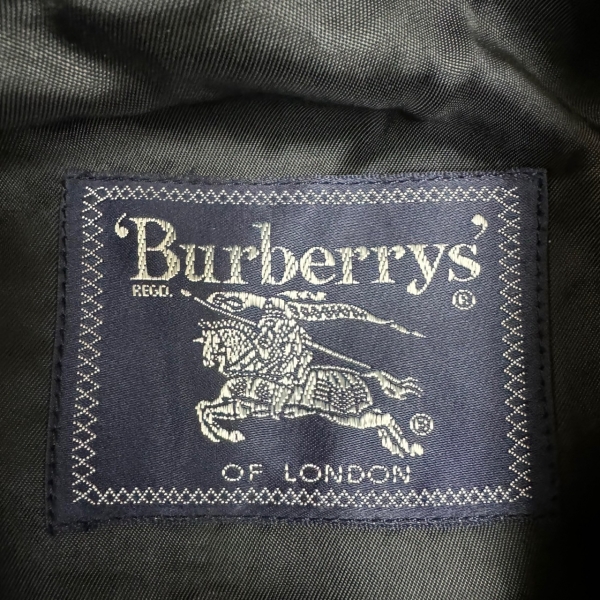 'Burberrys'
REGD. ®
®
OF LONDON